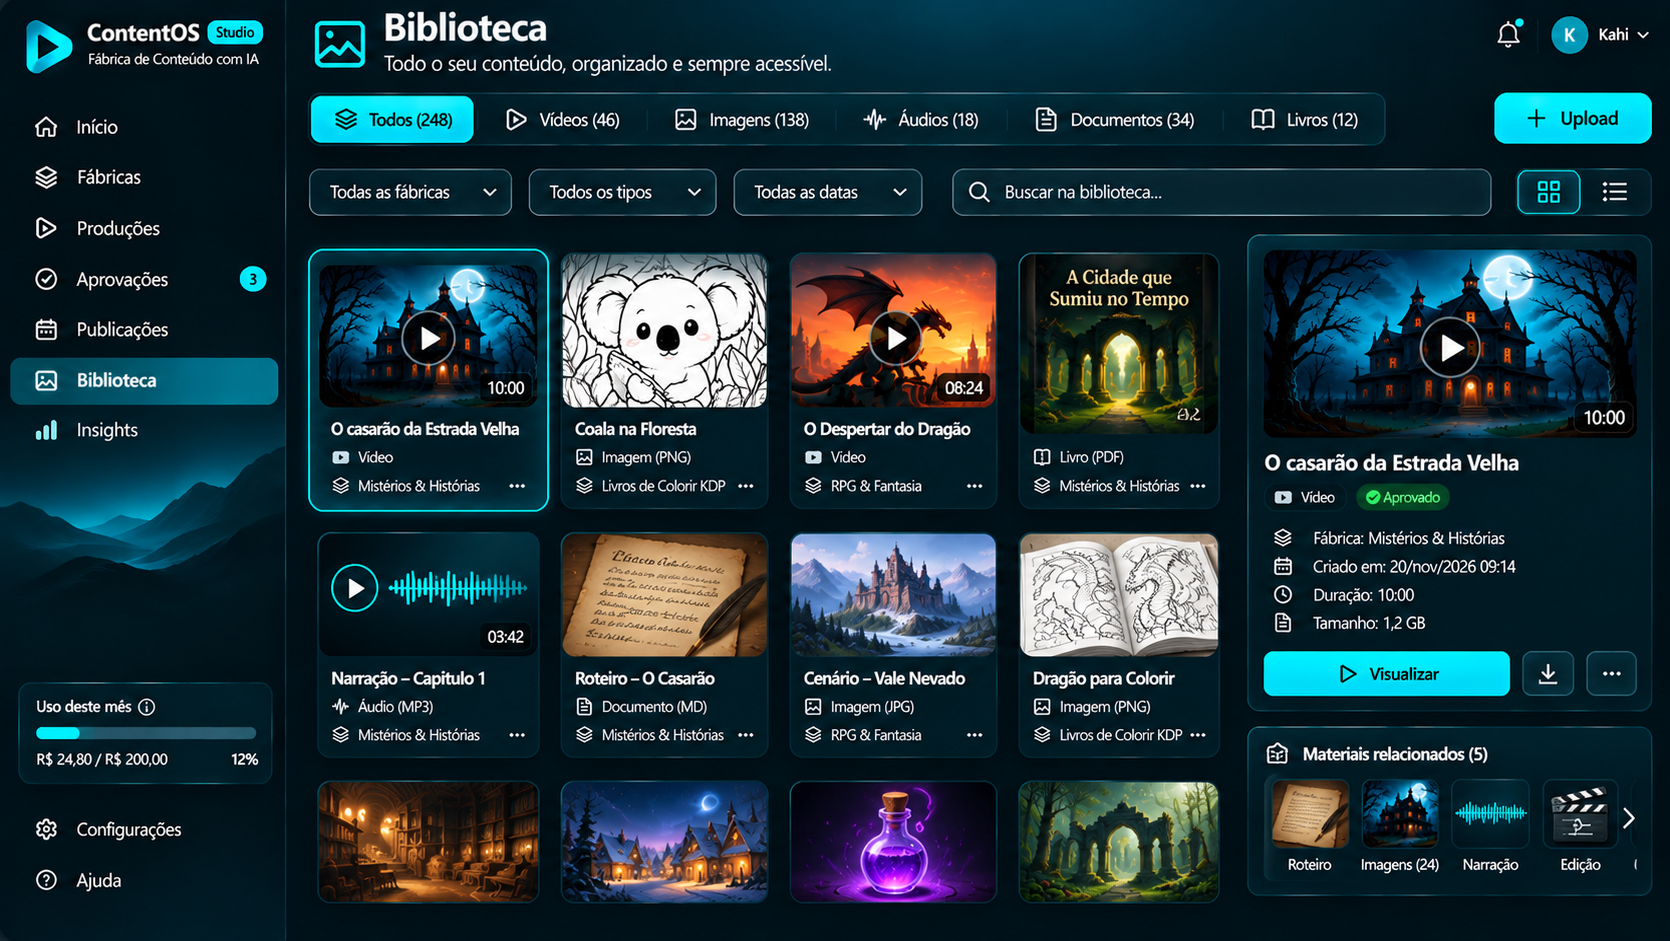 ContentOS Studio
Fábrica de Conteúdo com IA
Início
Fábricas
Produções
Aprovações 3
Publicações
Biblioteca
Insights
Uso deste mês
R$ 24,80 / R$ 200,00 12%
Configurações
Ajuda
Biblioteca
Todo o seu conteúdo, organizado e sempre acessível.
K Kahi
Todos (248) Vídeos (46) Imagens (138) Áudios (18) Documentos (34) Livros (12)
+ Upload
Todas as fábricas Todos os tipos Todas as datas Buscar na biblioteca...
10:00
O casarão da Estrada Velha
Vídeo
Mistérios & Histórias
Coala na Floresta
Imagem (PNG)
Livros de Colorir KDP
08:24
O Despertar do Dragão
Video
RPG & Fantasia
A Cidade que
Sumiu no Tempo
Livro (PDF)
Mistérios & Histórias
03:42
Narração – Capitulo 1
Áudio (MP3)
Mistérios & Histórias
Roteiro – O Casarão
Documento (MD)
Mistérios & Histórias
Cenário – Vale Nevado
Imagem (JPG)
RPG & Fantasia
Dragão para Colorir
Imagem (PNG)
Livros de Colorir KDP
10:00
O casarão da Estrada Velha
Vídeo Aprovado
Fábrica: Mistérios & Histórias
Criado em: 20/nov/2026 09:14
Duração: 10:00
Tamanho: 1,2 GB
Visualizar
Materiais relacionados (5)
Roteiro Imagens (24) Narração Edição